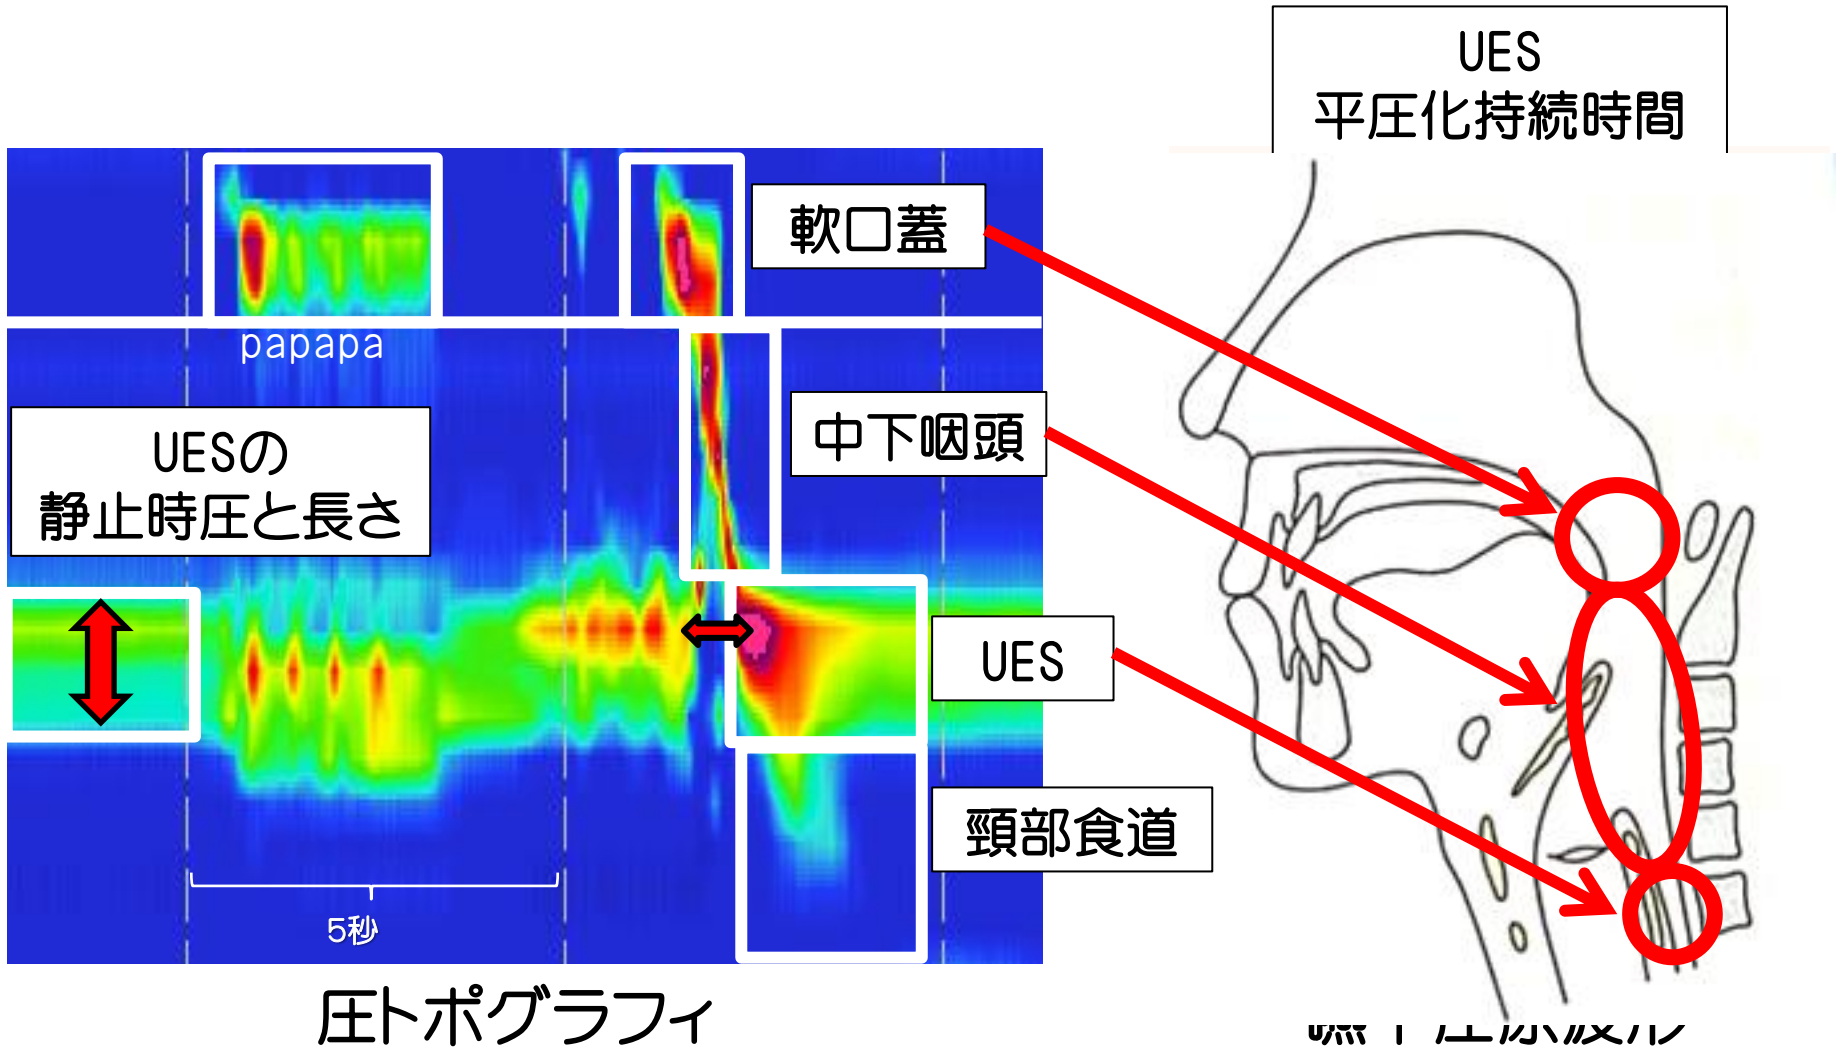 UES
平圧化持続時間
軟口蓋
papapa
中下咽頭
UESの
静止時圧と長さ
UES
頸部食道
5秒
圧トポグラフィ